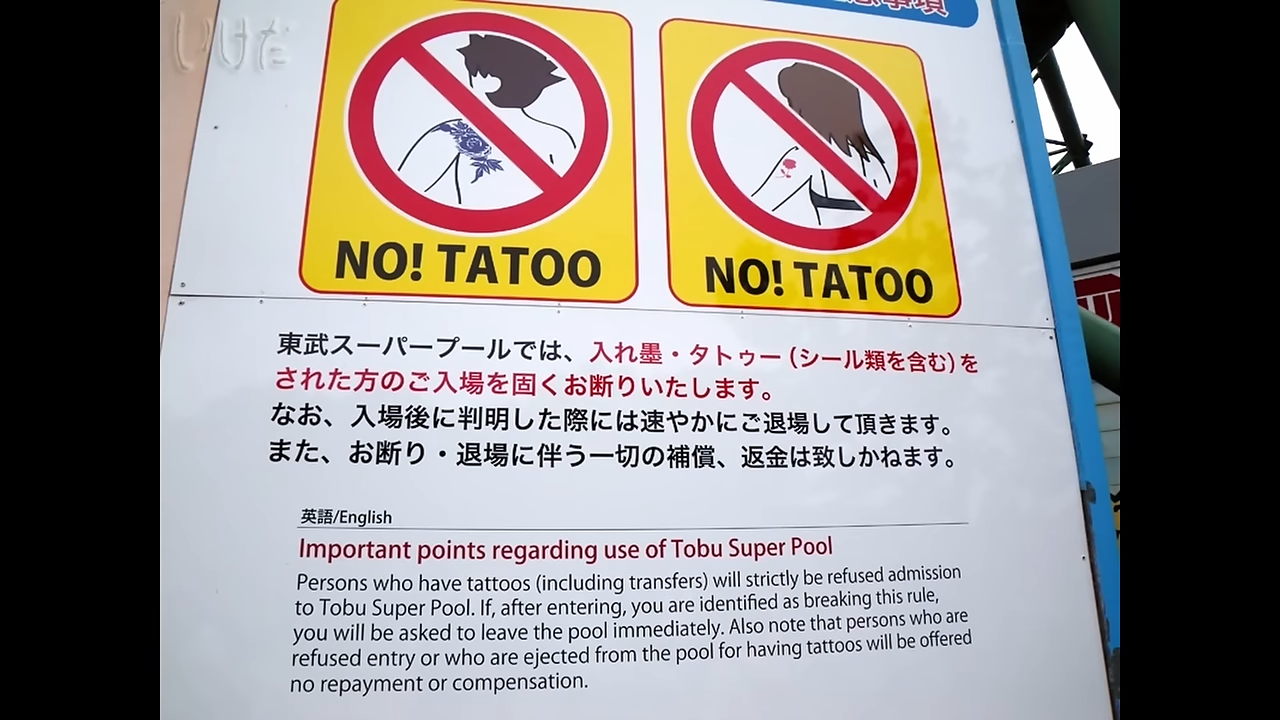 いけだ
事項
NO! TATOO
NO! TATOO
東武スーパープールでは、入れ墨・タトゥー(シール類を含む)を
された方のご入場を固くお断りいたします。
なお、入場後に判明した際には速やかにご退場して頂きます。
また、お断り・退場に伴う一切の補償、返金は致しかねます。
英語/English
Important points regarding use of Tobu Super Pool
Persons who have tattoos (including transfers) will strictly be refused admission
to Tobu Super Pool. If, after entering, you are identified as breaking this rule,
you will be asked to leave the pool immediately. Also note that persons who are
refused entry or who are ejected from the pool for having tattoos will be offered
no repayment or compensation.